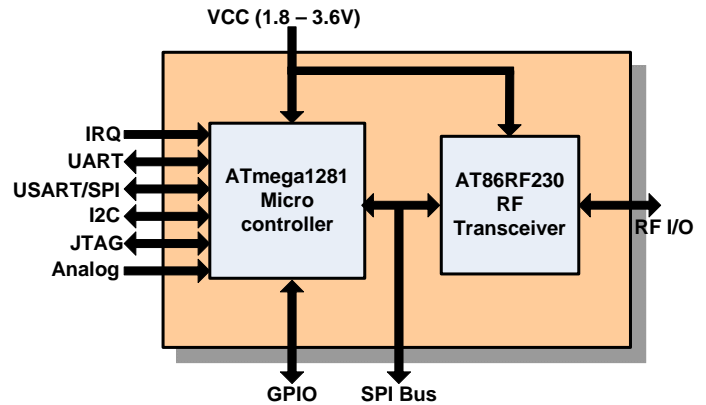 VCC (1.8 – 3.6V)
IRQ
UART
USART/SPI
I2C
JTAG
Analog
ATmega1281
Micro
controller
AT86RF230
RF
Transceiver
RF I/O
GPIO
SPI Bus